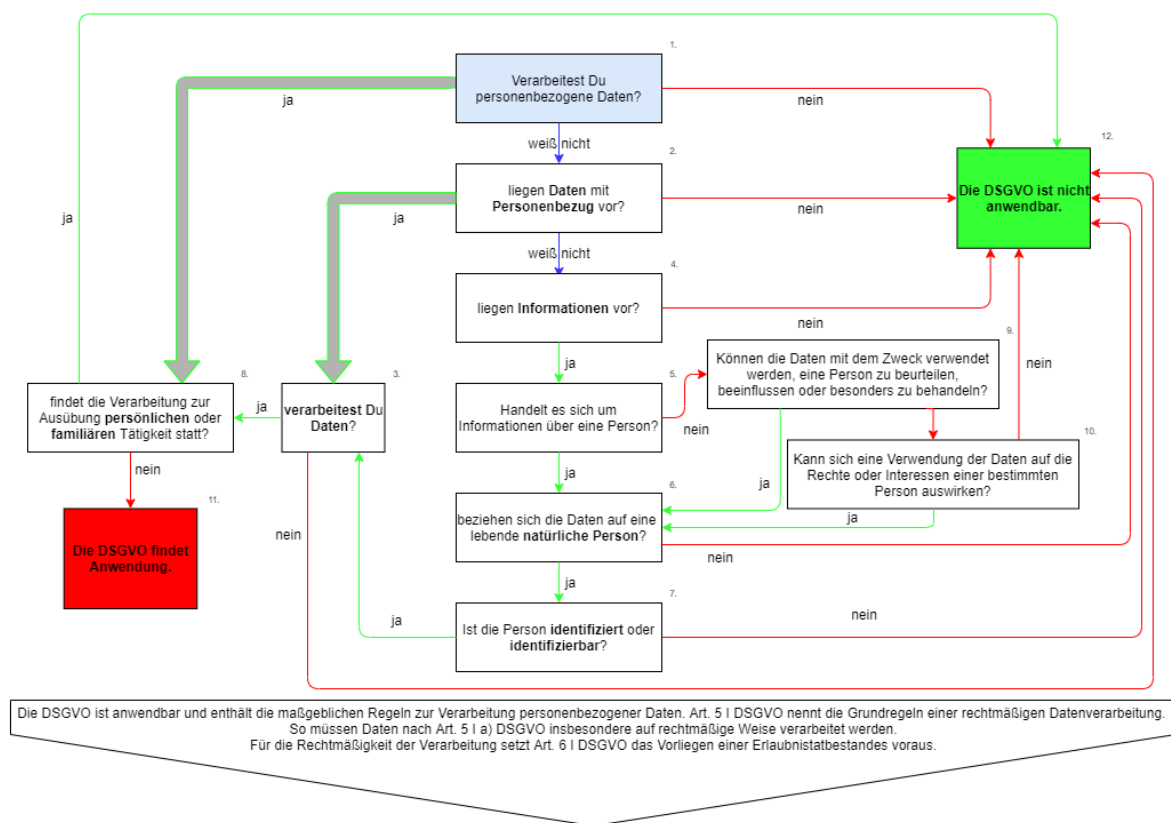 1.
Verarbeitest Du
personenbezogene Daten?
ja
nein
weiß nicht
2.
12.
liegen Daten mit
Personenbezug vor?
ja
nein
Die DSGVO ist nicht
anwendbar.
ja
weiß nicht
4.
liegen Informationen vor?
nein
9.
ja
Können die Daten mit dem Zweck verwendet
werden, eine Person zu beurteilen,
beeinflussen oder besonders zu behandeln?
nein
8.
findet die Verarbeitung zur
Ausübung persönlichen oder
familiären Tätigkeit statt?
ja
3.
verarbeitest Du
Daten?
5.
Handelt es sich um
Informationen über eine Person?
nein
10.
Kann sich eine Verwendung der Daten auf die
Rechte oder Interessen einer bestimmten
Person auswirken?
nein
ja
ja
ja
11.
Die DSGVO findet
Anwendung.
nein
6.
beziehen sich die Daten auf eine
lebende natürliche Person?
nein
ja
7.
Ist die Person identifiziert oder
identifizierbar?
ja
nein
Die DSGVO ist anwendbar und enthält die maßgeblichen Regeln zur Verarbeitung personenbezogener Daten. Art. 5 I DSGVO nennt die Grundregeln einer rechtmäßigen Datenverarbeitung.
So müssen Daten nach Art. 5 I a) DSGVO insbesondere auf rechtmäßige Weise verarbeitet werden.
Für die Rechtmäßigkeit der Verarbeitung setzt Art. 6 I DSGVO das Vorliegen einer Erlaubnistatbestandes voraus.